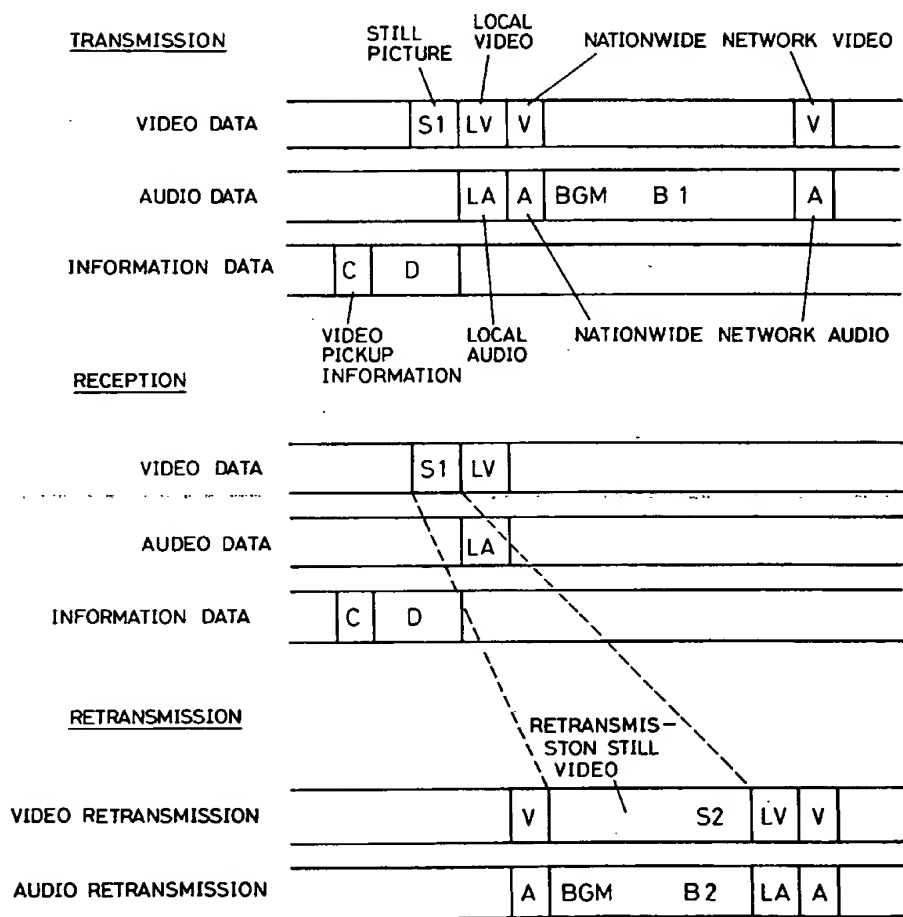 TRANSMISSION
STILL PICTURE
LOCAL VIDEO
NATIONWIDE NETWORK VIDEO
VIDEO DATA
S1 LV V V
AUDIO DATA
LA A BGM B1 A
INFORMATION DATA
C D
VIDEO PICKUP INFORMATION
LOCAL AUDIO
NATIONWIDE NETWORK AUDIO
RECEPTION
VIDEO DATA
S1 LV
AUDEO DATA
LA
INFORMATION DATA
C D
RETRANSMISSION
RETRANSMIS-
STON STILL
VIDEO
VIDEO RETRANSMISSION
V S2 LV V
AUDIO RETRANSMISSION
A BGM B2 LA A